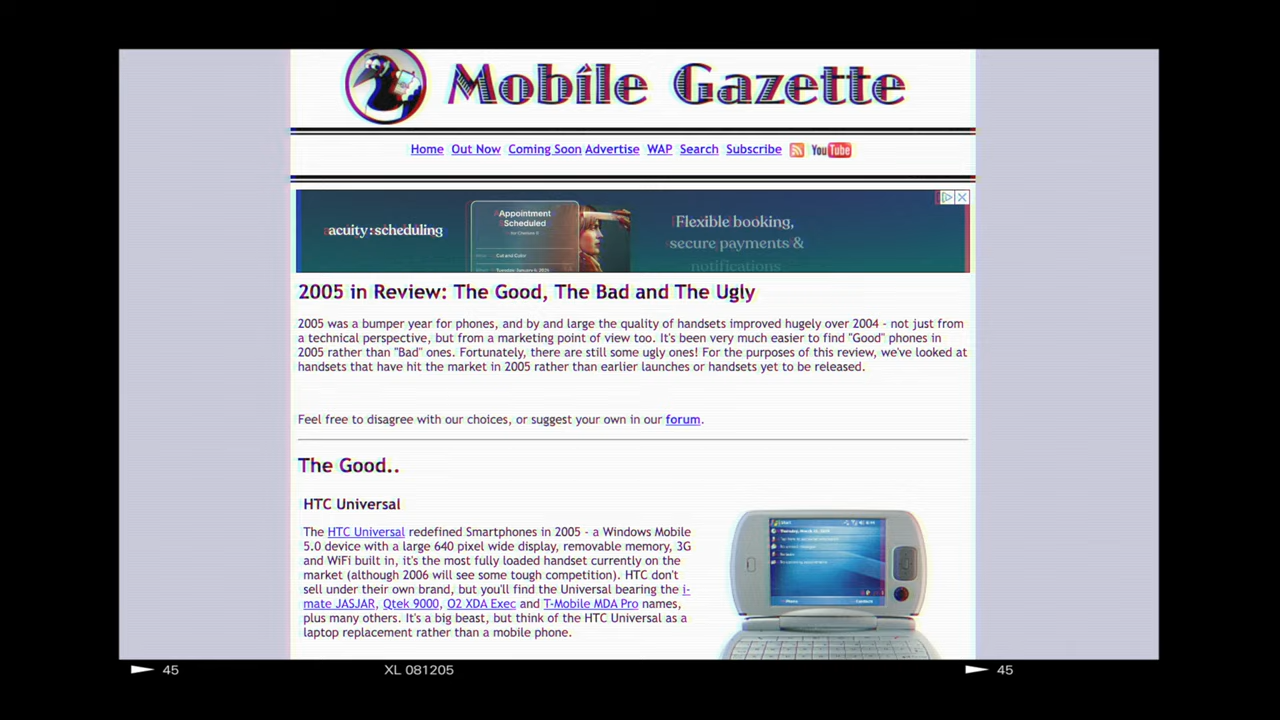 Mobile Gazette
Home Out Now Coming Soon Advertise WAP Search Subscribe YouTube
acuity:scheduling
Appointment
Scheduled
Cut and Color
Tuesday January 6, 2025
Flexible booking,
secure payments &
notifications
2005 in Review: The Good, The Bad and The Ugly
2005 was a bumper year for phones, and by and large the quality of handsets improved hugely over 2004 - not just from
a technical perspective, but from a marketing point of view too. It's been very much easier to find "Good" phones in
2005 rather than "Bad" ones. Fortunately, there are still some ugly ones! For the purposes of this review, we've looked at
handsets that have hit the market in 2005 rather than earlier launches or handsets yet to be released.
Feel free to disagree with our choices, or suggest your own in our forum.
The Good..
HTC Universal
The HTC Universal redefined Smartphones in 2005 - a Windows Mobile
5.0 device with a large 640 pixel wide display, removable memory, 3G
and WiFi built in, it's the most fully loaded handset currently on the
market (although 2006 will see some tough competition). HTC don't
sell under their own brand, but you'll find the Universal bearing the i-
mate JASJAR, Qtek 9000, O2 XDA Exec and T-Mobile MDA Pro names,
plus many others. It's a big beast, but think of the HTC Universal as a
laptop replacement rather than a mobile phone.
45 XL 081205 45